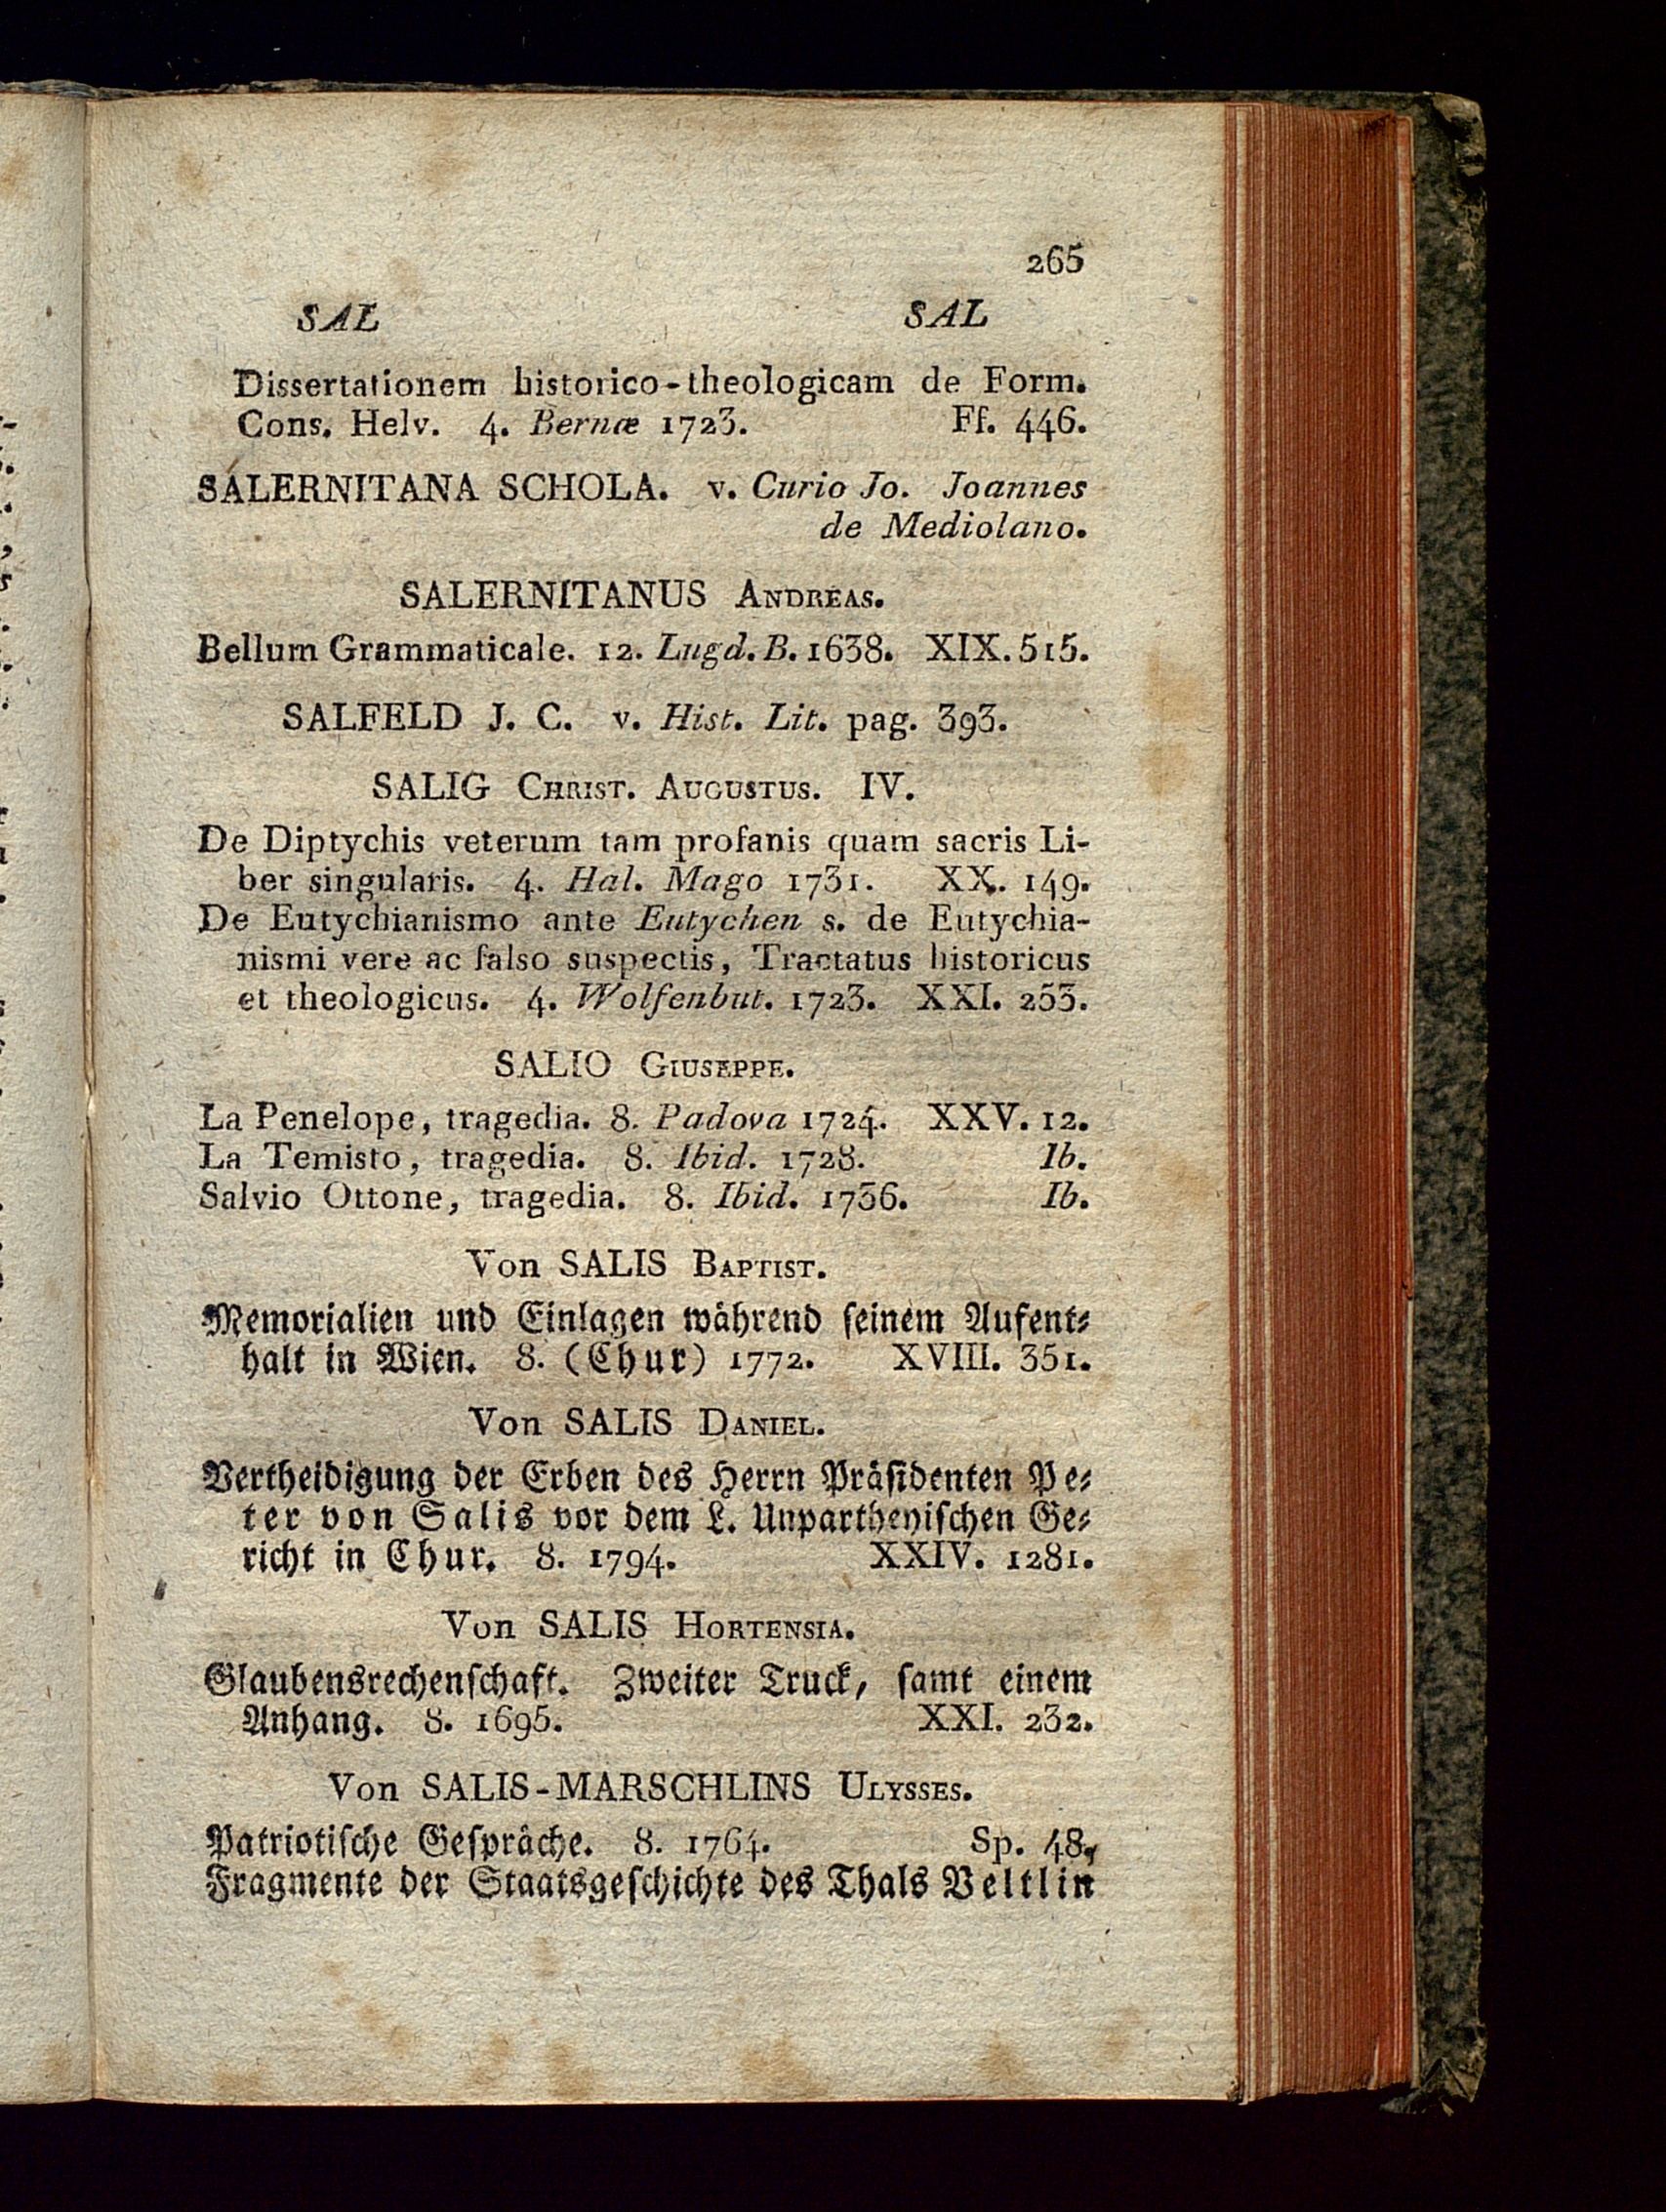 265
SAL SAL
Dissertationem historico-theologicam de Form.
Cons. Helv. 4. Bernæ 1723. Ff. 446.
SALERNITANA SCHOLA. v. Curio Jo. Joannes
de Mediolano.
SALERNITANUS ANDREAS.
Bellum Grammaticale. 12. Lugd. B. 1638. XIX. 515.
SALFELD J. C. v. Hist. Lit. pag. 393.
SALIG CHRIST. AUGUSTUS. IV.
De Diptychis veterum tam profanis quam sacris Li-
ber singularis. 4. Hal. Mago 1731. XX. 149.
De Eutychianismo ante Eutychen s. de Eutychia-
nismi vere ac falso suspectis, Tractatus historicus
et theologicus. 4. Wolfenbut. 1723. XXI. 253.
SALIO GIUSEPPE.
La Penelope, tragedia. 8. Padova 1724. XXV. 12.
La Temisto, tragedia. 8. Ibid. 1728. Ib.
Salvio Ottone, tragedia. 8. Ibid. 1736. Ib.
Von SALIS BAPTIST.
Memorialien und Einlagen während seinem Aufent-
halt in Wien. 8. (Chur) 1772. XVIII. 351.
Von SALIS DANIEL.
Vertheidigung der Erben des Herrn Präsidenten Pe-
ter von Salis vor dem L. Unpartheyischen Ge-
richt in Chur. 8. 1794. XXIV. 1281.
Von SALIS HORTENSIA.
Glaubensrechenschaft. Zweiter Truck, samt einem
Anhang. 8. 1695. XXI. 232.
Von SALIS-MARSCHLINS ULYSSES.
Patriotische Gespräche. 8. 1764. Sp. 48.
Fragmente der Staatsgeschichte des Thals Veltlin